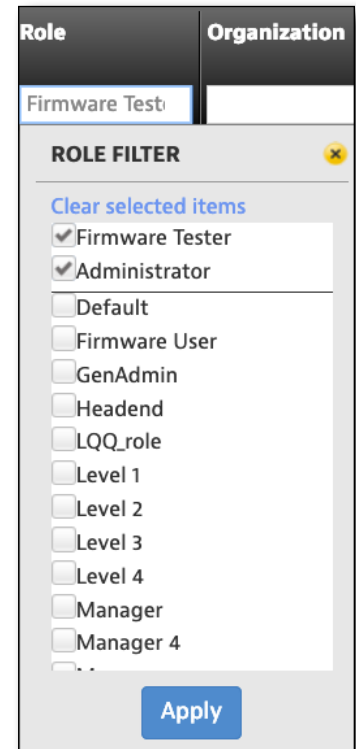 Role Organization
Firmware Test
ROLE FILTER
Clear selected items
Firmware Tester
Administrator
Default
Firmware User
GenAdmin
Headend
LQQ_role
Level 1
Level 2
Level 3
Level 4
Manager
Manager 4
Apply